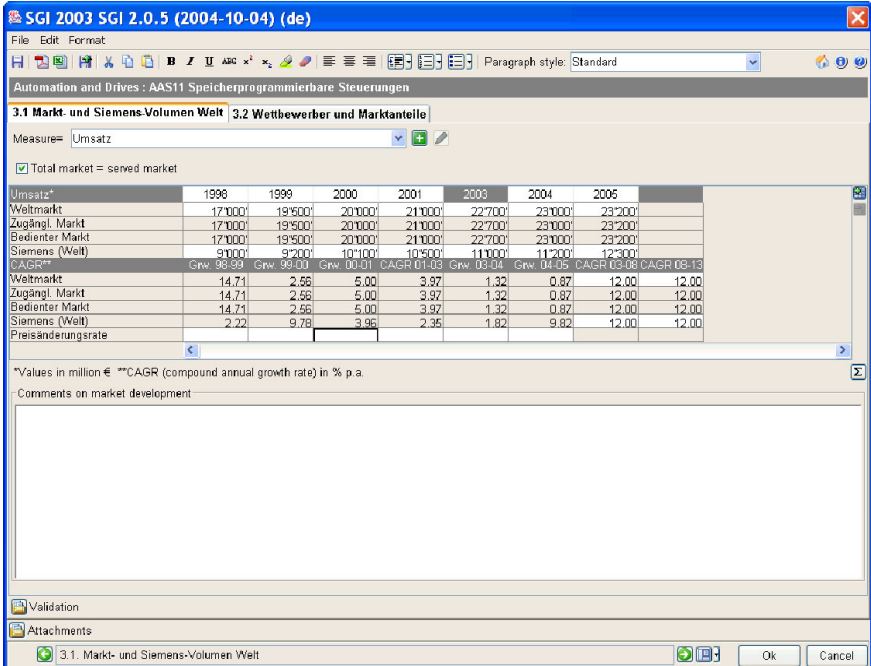 SGI 2003 SGI 2.0.5 (2004-10-04) (de)
File Edit Format
B I U ABC x² x₂ Paragraph style: Standard
Automation and Drives : AAS11 Speicherprogrammierbare Steuerungen
3.1 Markt- und Siemens-Volumen Welt 3.2 Wettbewerber und Marktanteile
Measure= Umsatz
Total market = served market
Umsatz* 1998 1999 2000 2001 2003 2004 2005
Weltmarkt 17'000' 19'500' 20'000' 21'000' 22'700' 23'000' 23'200'
Zugängl. Markt 17'000' 19'500' 20'000' 21'000' 22'700' 23'000' 23'200'
Bedienter Markt 17'000' 19'500' 20'000' 21'000' 22'700' 23'000' 23'200'
Siemens (Welt) 9'000' 9'200' 10'100' 10'500' 11'000' 11'200' 12'300'
CAGR** Grw. 98-99 Grw. 99-00 Grw. 00-01 CAGR 01-03 Grw. 03-04 Grw. 04-05 CAGR 03-08 CAGR 08-13
Weltmarkt 14.71 2.56 5.00 3.97 1.32 0.87 12.00 12.00
Zugängl. Markt 14.71 2.56 5.00 3.97 1.32 0.87 12.00 12.00
Bedienter Markt 14.71 2.56 5.00 3.97 1.32 0.87 12.00 12.00
Siemens (Welt) 2.22 9.78 3.96 2.35 1.82 9.82 12.00 12.00
Preisänderungsrate
*Values in million € **CAGR (compound annual growth rate) in % p.a. Σ
Comments on market development
Validation
Attachments
3.1. Markt- und Siemens-Volumen Welt Ok Cancel